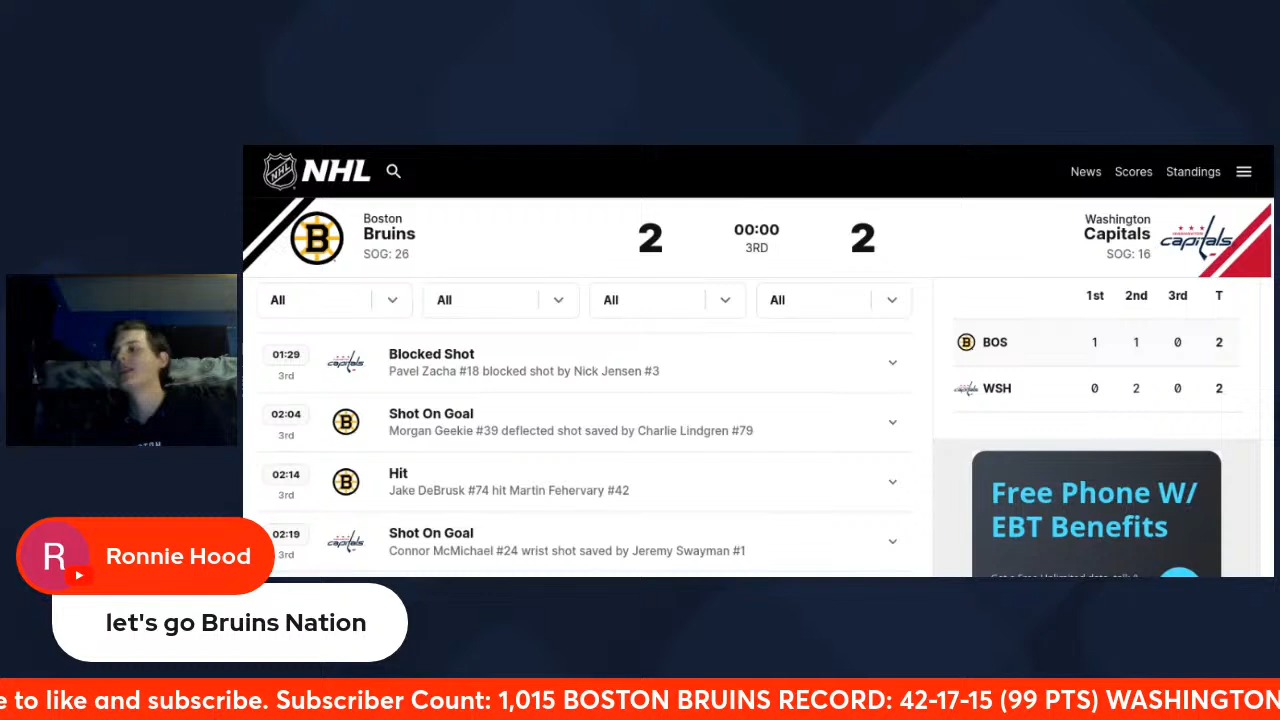 NHL
NHL
News Scores Standings
Boston
Bruins
SOG: 26
2
00:00
3RD
2
Washington
Capitals
SOG: 16
capitals
All
All
All
All
01:29
3rd
capitals
Blocked Shot
Pavel Zacha #18 blocked shot by Nick Jensen #3
02:04
3rd
B
Shot On Goal
Morgan Geekie #39 deflected shot saved by Charlie Lindgren #79
02:14
3rd
B
Hit
Jake DeBrusk #74 hit Martin Fehervary #42
02:19
3rd
capitals
Shot On Goal
Connor McMichael #24 wrist shot saved by Jeremy Swayman #1
1st 2nd 3rd T
B BOS 1 1 0 2
capitals WSH 0 2 0 2
Free Phone W/
EBT Benefits
R
Ronnie Hood
let's go Bruins Nation
e to like and subscribe. Subscriber Count: 1,015 BOSTON BRUINS RECORD: 42-17-15 (99 PTS) WASHINGTON